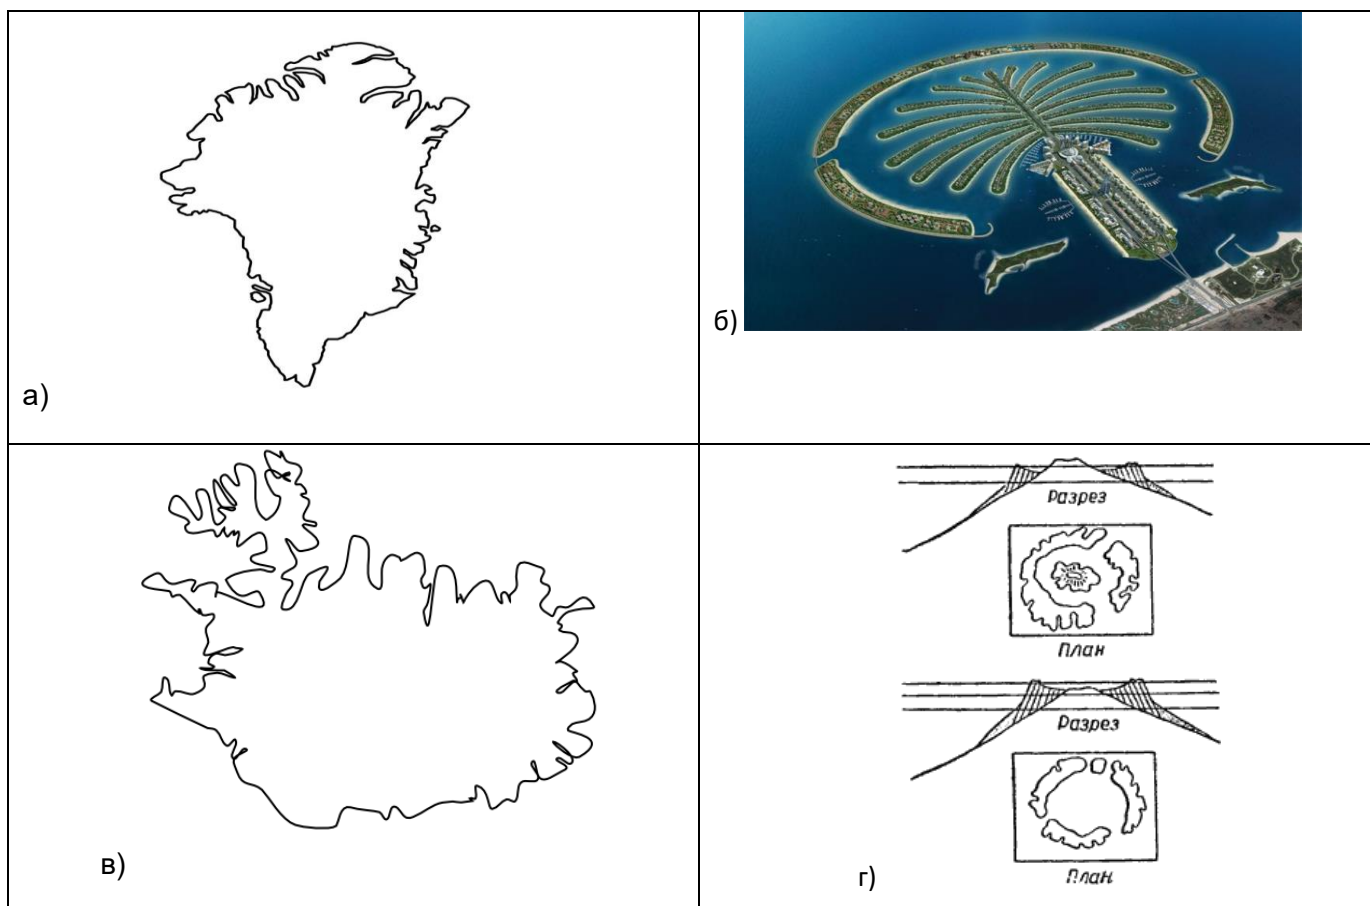 а)
б)
в)
Разрез
План
Разрез
План
г)